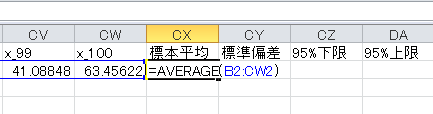 CV CW CX CY CZ DA
x_99 x_100 標本平均 標準偏差 95%下限 95%上限
41.08848 63.45622 =AVERAGE(B2:CW2)